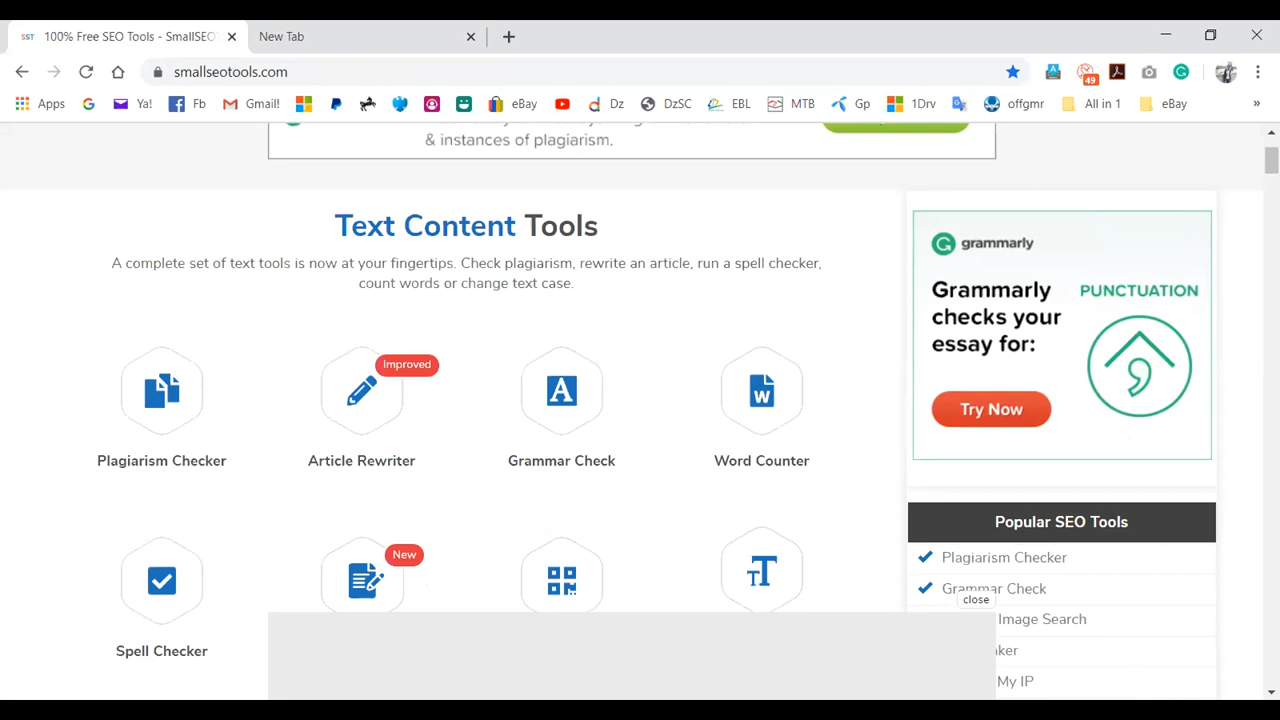 SST 100% Free SEO Tools - SmallSEO
New Tab
smallseotools.com
49
Apps
Ya!
Fb
Gmail!
eBay
Dz
DzSC
EBL
MTB
Gp
1Drv
offgmr
All in 1
eBay
»
& instances of plagiarism.
Text Content Tools
A complete set of text tools is now at your fingertips. Check plagiarism, rewrite an article, run a spell checker,
count words or change text case.
Improved
Plagiarism Checker
Article Rewriter
Grammar Check
Word Counter
New
Spell Checker
grammarly
Grammarly
checks your
essay for:
PUNCTUATION
Try Now
Popular SEO Tools
Plagiarism Checker
Grammar Check
close
Image Search
My IP